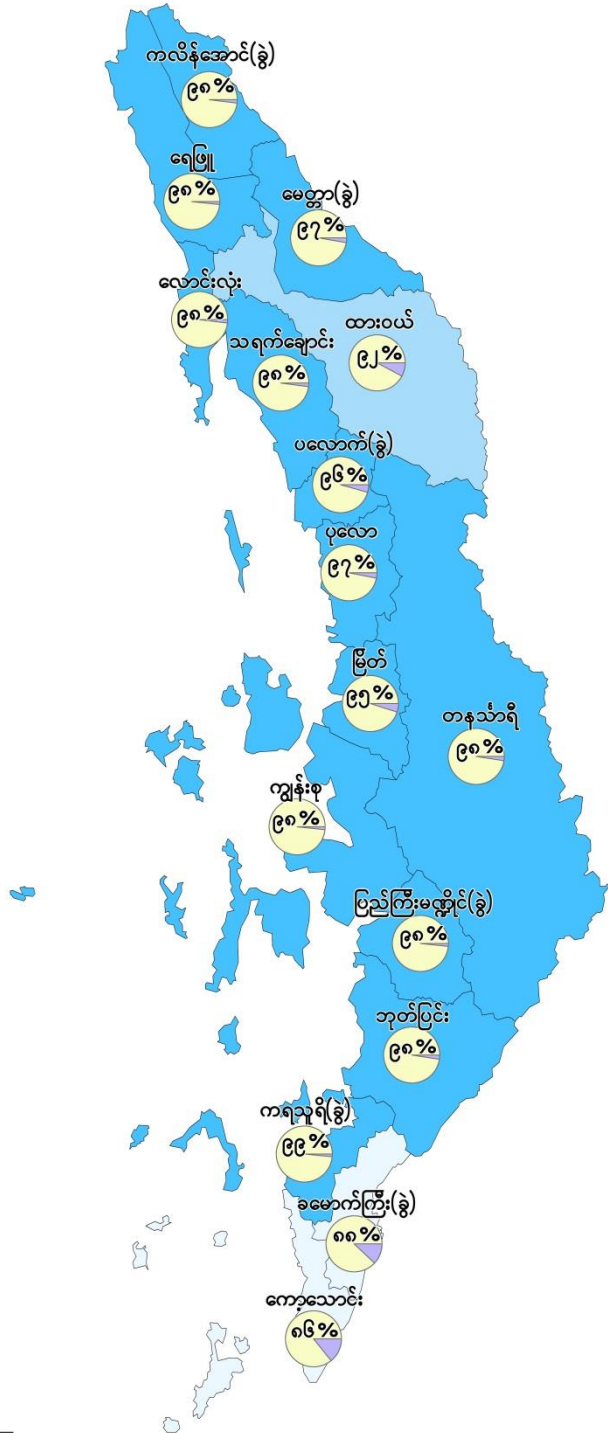 ကလိန်အောင်(ခွဲ)
၉၈%
ရေဖြူ
၉၈%
မေတ္တာ(ခွဲ)
၉၇%
လောင်းလုံး
၉၈%
ထားဝယ်
၉၂%
သရက်ချောင်း
၉၈%
ပလောက်(ခွဲ)
၉၆%
ပုလော
၉၇%
မြိတ်
၉၅%
တနင်္သာရီ
၉၈%
ကျွန်းစု
၉၈%
ပြည်ကြီးမဏ္ဍိုင်(ခွဲ)
၉၈%
ဘုတ်ပြင်း
၉၈%
ကရသူရိ(ခွဲ)
၉၉%
ခမောက်ကြီး(ခွဲ)
၈၈%
ကော့သောင်း
၈၆%